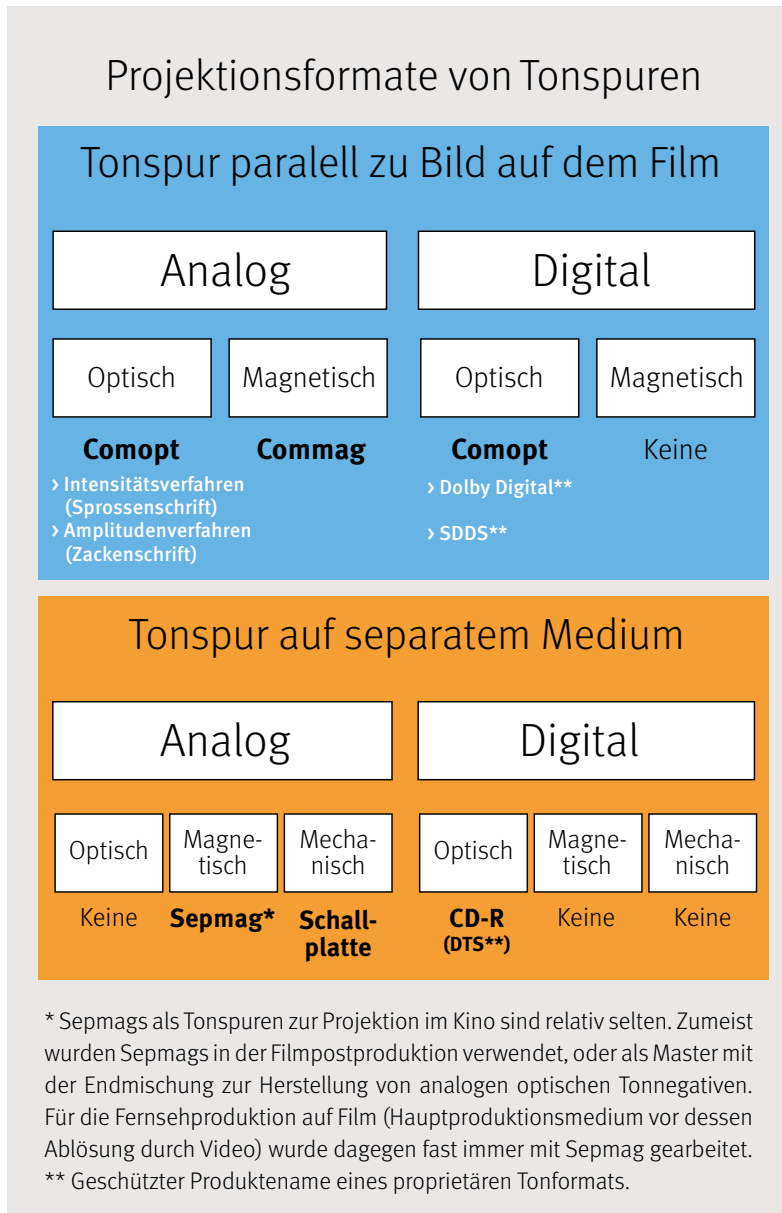 Projektionsformate von Tonspuren
Tonspur paralell zu Bild auf dem Film
Analog
Digital
Optisch
Magnetisch
Optisch
Magnetisch
Comopt
Commag
Comopt
Keine
› Intensitätsverfahren
(Sprossenschrift)
› Amplitudenverfahren
(Zackenschrift)
› Dolby Digital**
› SDDS**
Tonspur auf separatem Medium
Analog
Digital
Optisch
Magne-
tisch
Mecha-
nisch
Optisch
Magne-
tisch
Mecha-
nisch
Keine
Sepmag*
Schall-
platte
CD-R
(DTS**)
Keine
Keine
* Sepmags als Tonspuren zur Projektion im Kino sind relativ selten. Zumeist
wurden Sepmags in der Filmpostproduktion verwendet, oder als Master mit
der Endmischung zur Herstellung von analogen optischen Tonnegativen.
Für die Fernsehproduktion auf Film (Hauptproduktionsmedium vor dessen
Ablösung durch Video) wurde dagegen fast immer mit Sepmag gearbeitet.
** Geschützter Produktename eines proprietären Tonformats.